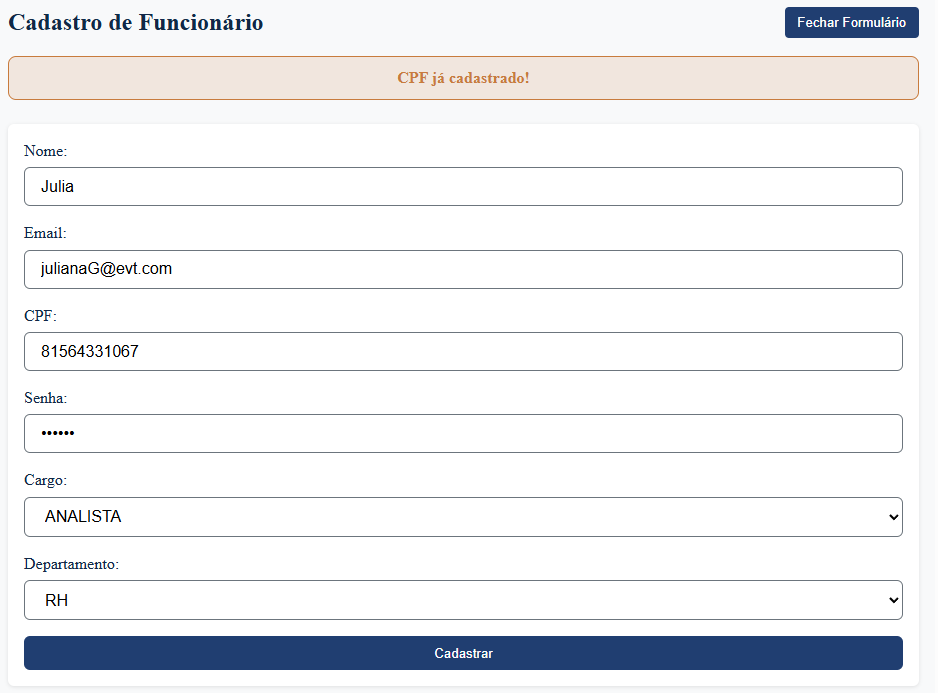 Cadastro de Funcionário
Fechar Formulário
CPF já cadastrado!
Nome:
Julia
Email:
julianaG@evt.com
CPF:
81564331067
Senha:
••••••
Cargo:
ANALISTA
Departamento:
RH
Cadastrar